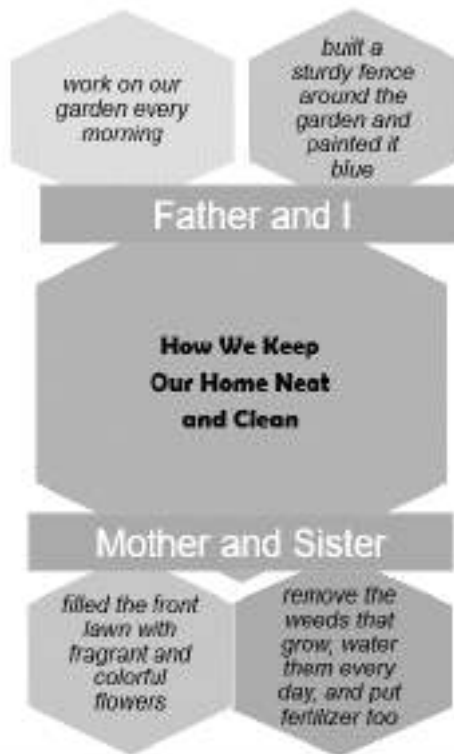 work on our
garden every
morning
built a
sturdy fence
around the
garden and
painted it
blue
Father and I
How We Keep
Our Home Neat
and Clean
Mother and Sister
filled the front
lawn with
fragrant and
colorful
flowers
remove the
weeds that
grow, water
them every
day, and put
fertilizer too